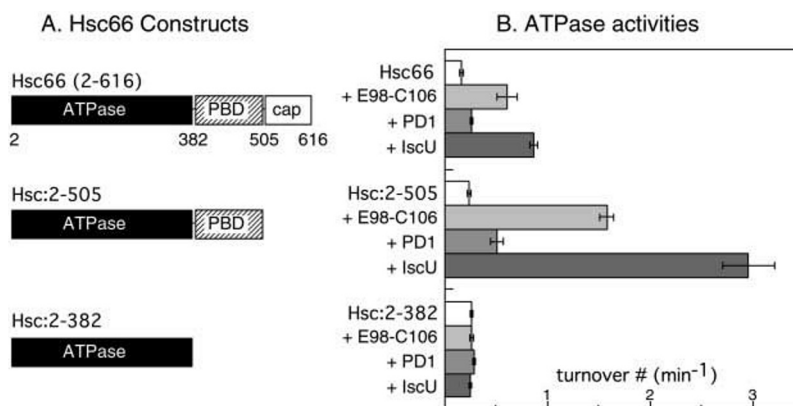 A. Hsc66 Constructs
Hsc66 (2-616)
ATPase PBD cap
2 382 505 616
Hsc:2-505
ATPase PBD
Hsc:2-382
ATPase
B. ATPase activities
Hsc66
+ E98-C106
+ PD1
+ IscU
Hsc:2-505
+ E98-C106
+ PD1
+ IscU
Hsc:2-382
+ E98-C106
+ PD1
+ IscU
turnover # (min-1)
1 2 3